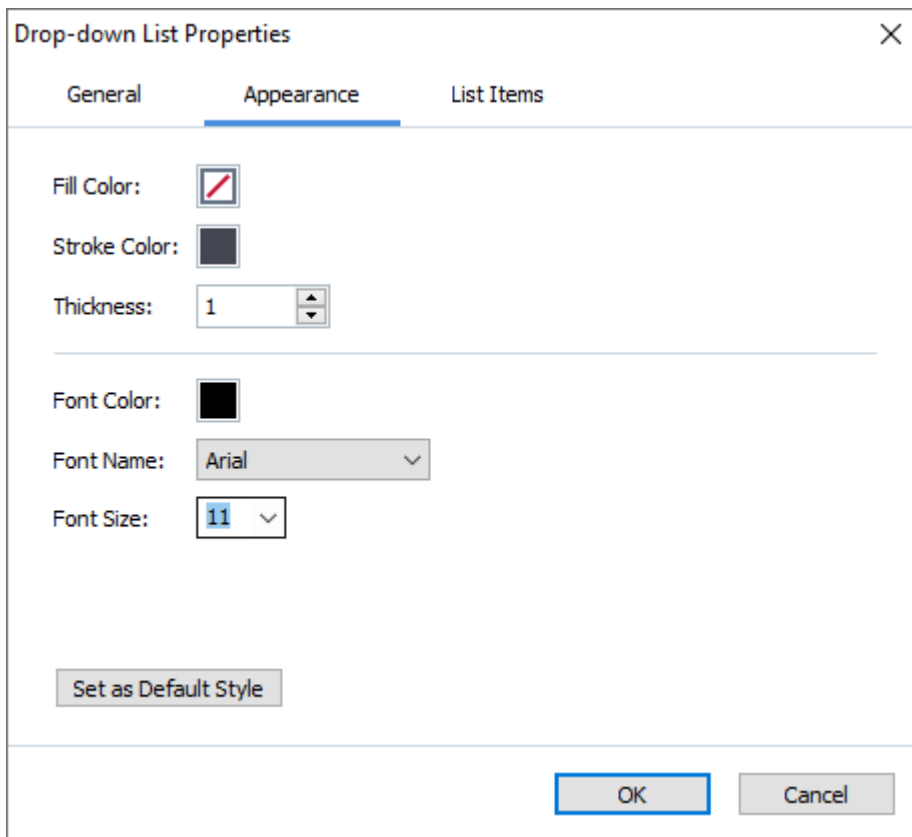 Drop-down List Properties
General Appearance List Items
Fill Color:
Stroke Color:
Thickness: 1
Font Color:
Font Name: Arial
Font Size: 11
Set as Default Style
OK Cancel